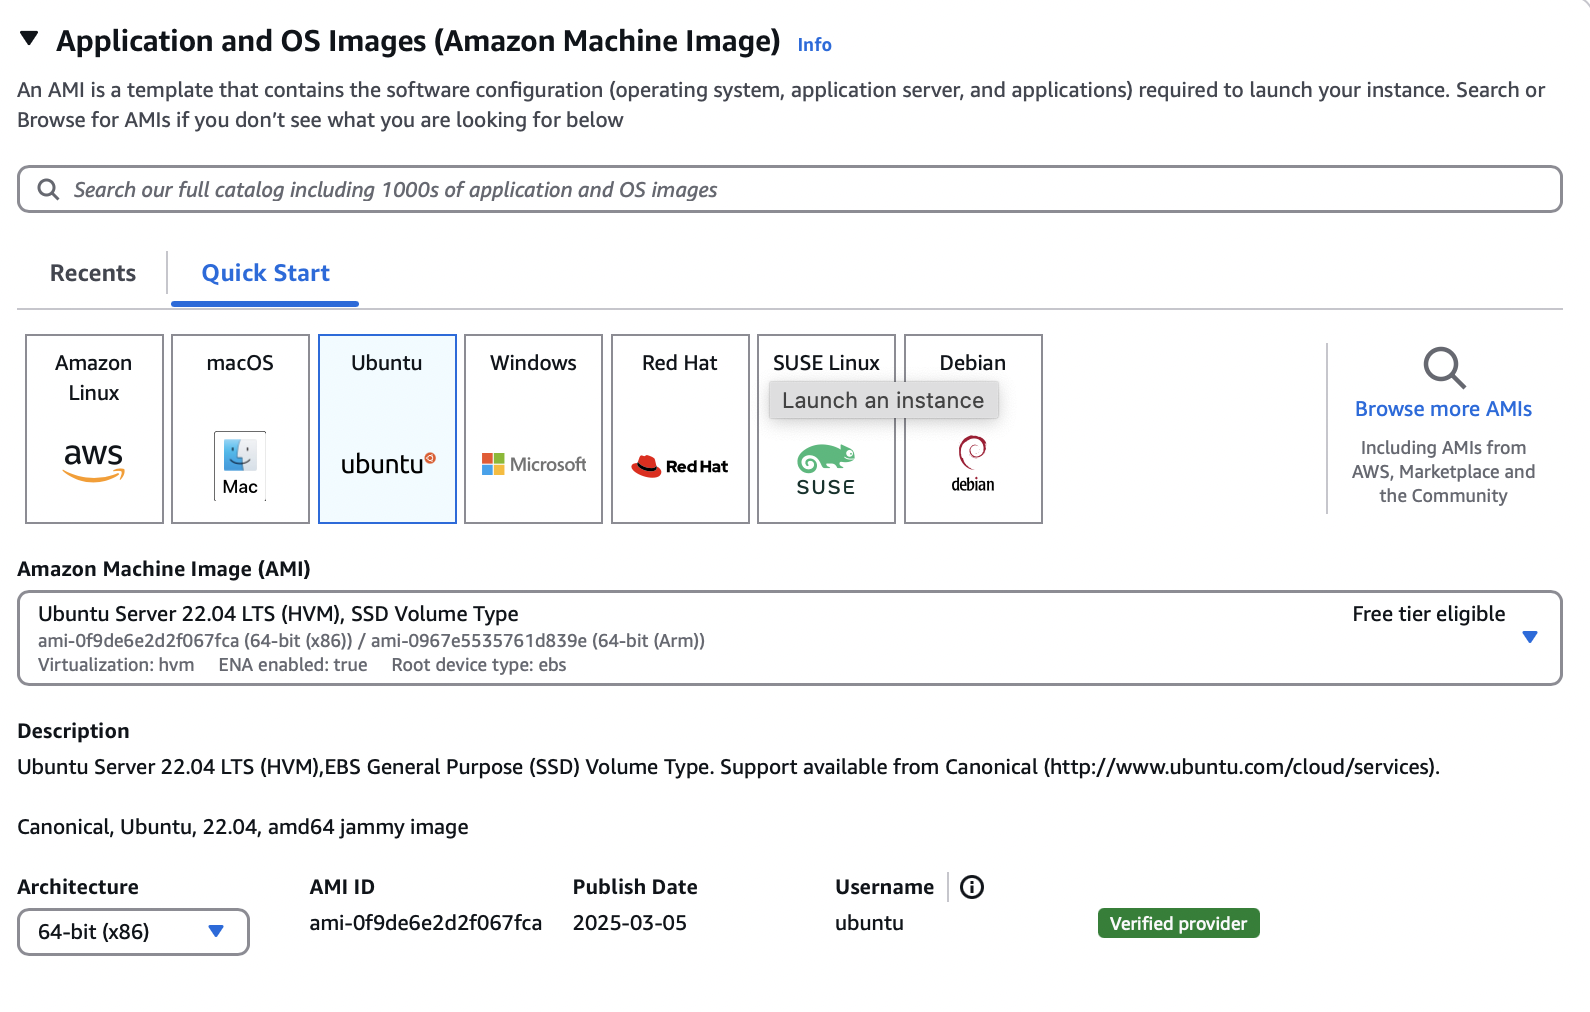 Application and OS Images (Amazon Machine Image) Info
An AMI is a template that contains the software configuration (operating system, application server, and applications) required to launch your instance. Search or
Browse for AMIs if you don’t see what you are looking for below
Search our full catalog including 1000s of application and OS images
Recents
Quick Start
Amazon
Linux
aws
macOS
Mac
Ubuntu
ubuntu
Windows
Microsoft
Red Hat
Red Hat
SUSE Linux
SUSE
Debian
debian
Launch an instance
Browse more AMIs
Including AMIs from
AWS, Marketplace and
the Community
Amazon Machine Image (AMI)
Ubuntu Server 22.04 LTS (HVM), SSD Volume Type
Free tier eligible
ami-0f9de6e2d2f067fca (64-bit (x86)) / ami-0967e5535761d839e (64-bit (Arm))
Virtualization: hvm ENA enabled: true Root device type: ebs
Description
Ubuntu Server 22.04 LTS (HVM),EBS General Purpose (SSD) Volume Type. Support available from Canonical (http://www.ubuntu.com/cloud/services).
Canonical, Ubuntu, 22.04, amd64 jammy image
Architecture
64-bit (x86)
AMI ID
ami-0f9de6e2d2f067fca
Publish Date
2025-03-05
Username
ubuntu
Verified provider